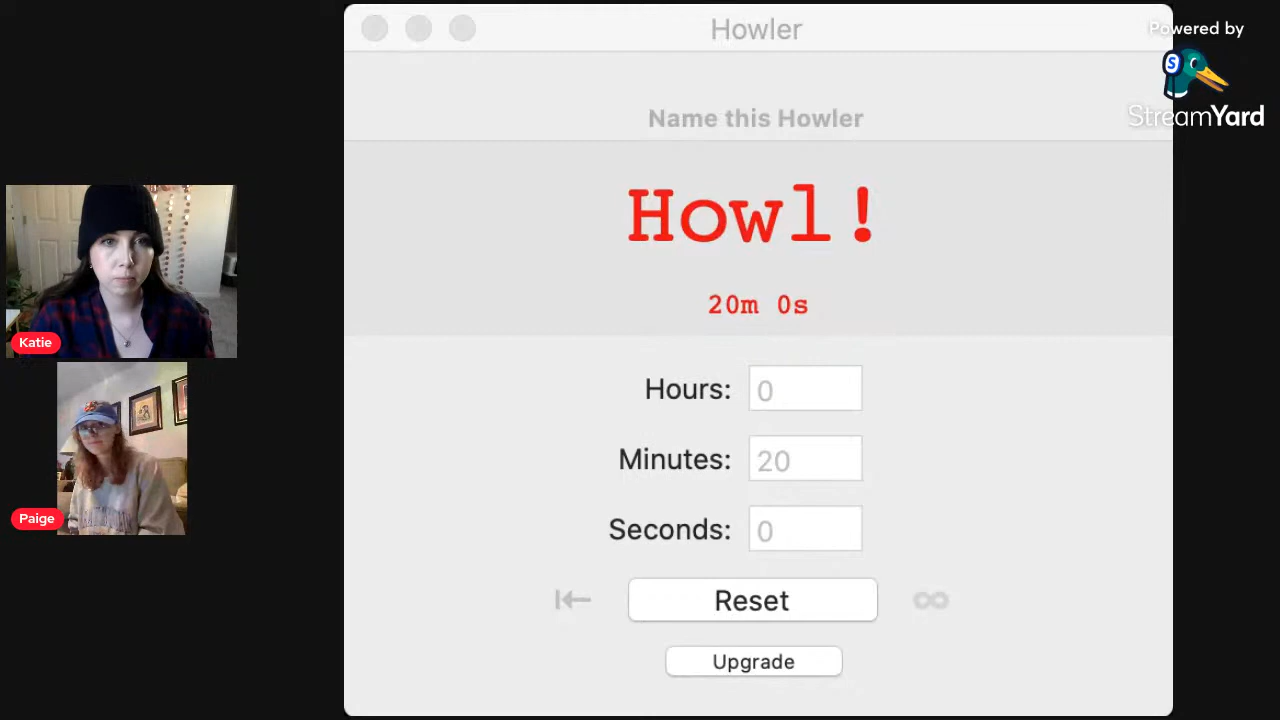 Howler
Powered by
StreamYard
Name this Howler
Howl!
20m 0s
Hours: 0
Minutes: 20
Seconds: 0
Reset
Upgrade
Katie
Paige